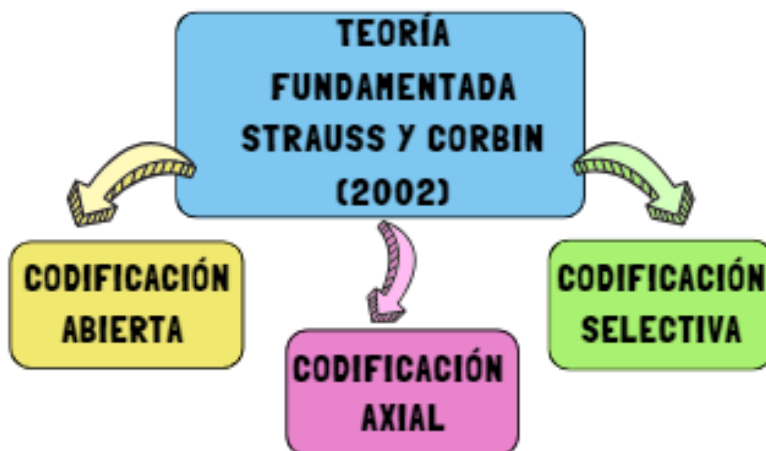 TEORÍA
FUNDAMENTADA
STRAUSS Y CORBIN
(2002)
CODIFICACIÓN
ABIERTA
CODIFICACIÓN
AXIAL
CODIFICACIÓN
SELECTIVA